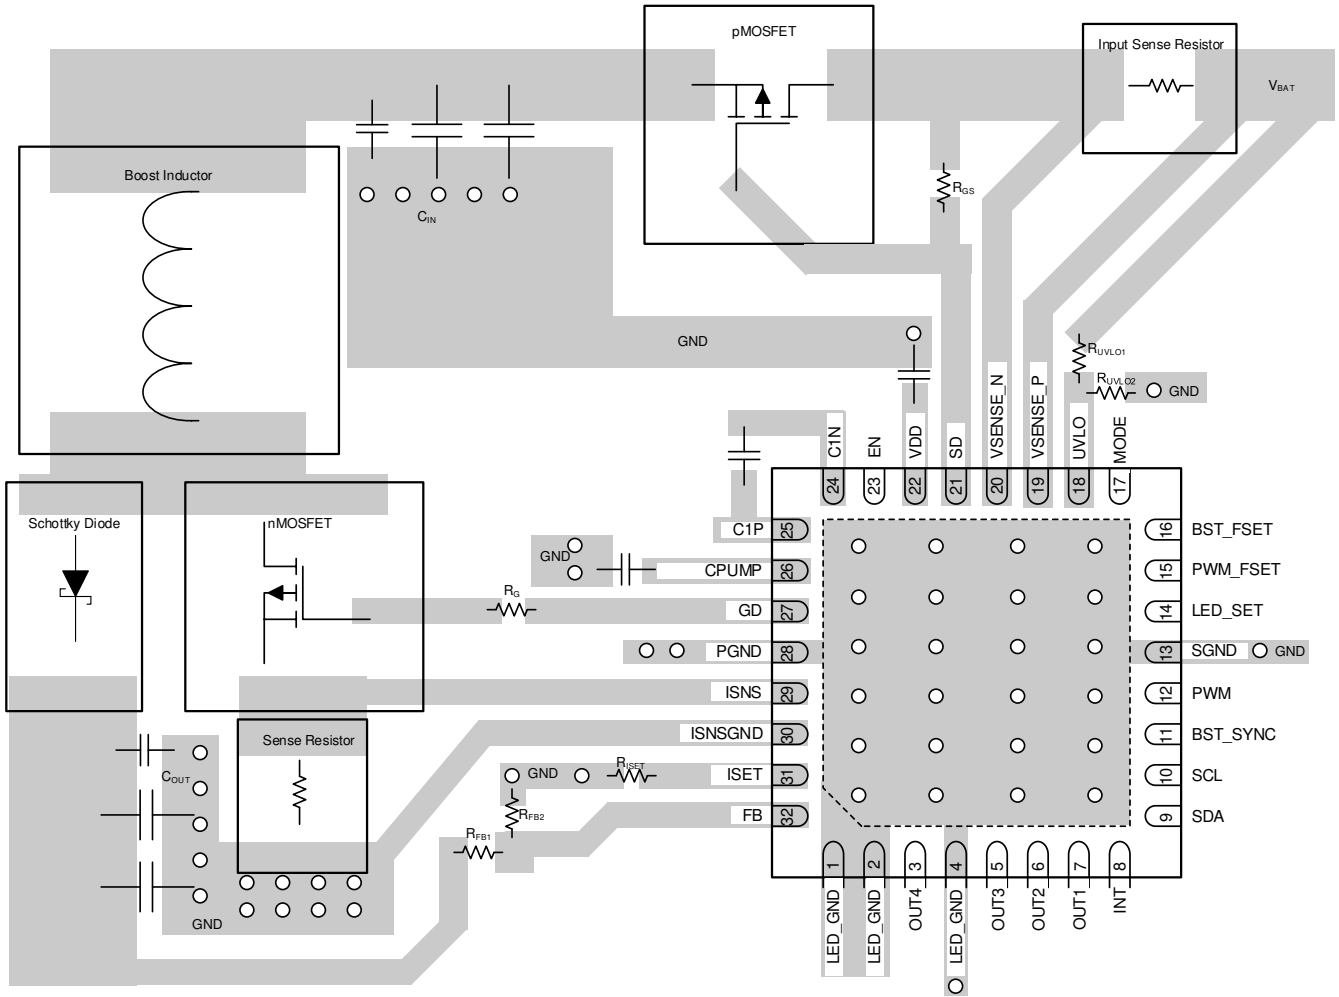 pMOSFET
Input Sense Resistor
VBAT
Boost Inductor
RGS
CIN
GND
RUVLO1
RUVLO2
GND
C1N
EN
VDD
SD
VSENSE_N
VSENSE_P
UVLO
MODE
24
23
22
21
20
19
18
17
Schottky Diode
nMOSFET
C1P
25
16
BST_FSET
GND
CPUMP
26
15
PWM_FSET
RG
GD
27
14
LED_SET
PGND
28
13
SGND
GND
ISNS
29
12
PWM
ISNSGND
30
11
BST_SYNC
Sense Resistor
COUT
GND
RISET
ISET
31
10
SCL
RFB2
FB
32
9
SDA
RFB1
1
2
3
4
5
6
7
8
LED_GND
LED_GND
OUT4
LED_GND
OUT3
OUT2
OUT1
INT
GND